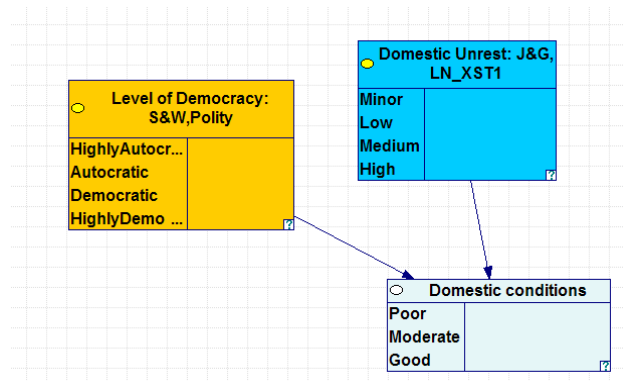 Level of Democracy:
S&W,Polity
HighlyAutocr...
Autocratic
Democratic
HighlyDemo ...
?
Domestic Unrest: J&G,
LN_XST1
Minor
Low
Medium
High
?
Domestic conditions
Poor
Moderate
Good
?